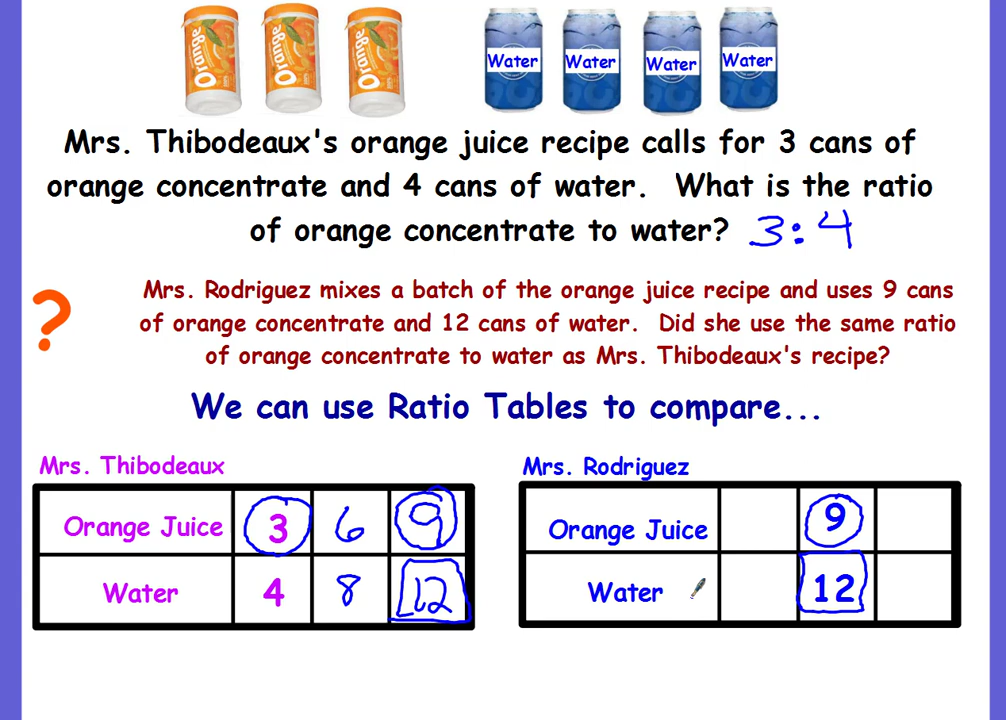 Orange Orange Orange Water Water Water Water
Mrs. Thibodeaux's orange juice recipe calls for 3 cans of
orange concentrate and 4 cans of water. What is the ratio
of orange concentrate to water? 3:4
? Mrs. Rodriguez mixes a batch of the orange juice recipe and uses 9 cans
of orange concentrate and 12 cans of water. Did she use the same ratio
of orange concentrate to water as Mrs. Thibodeaux's recipe?
We can use Ratio Tables to compare...
Mrs. Thibodeaux
Orange Juice 3 6 9
Water 4 8 12
Mrs. Rodriguez
Orange Juice 9
Water 12